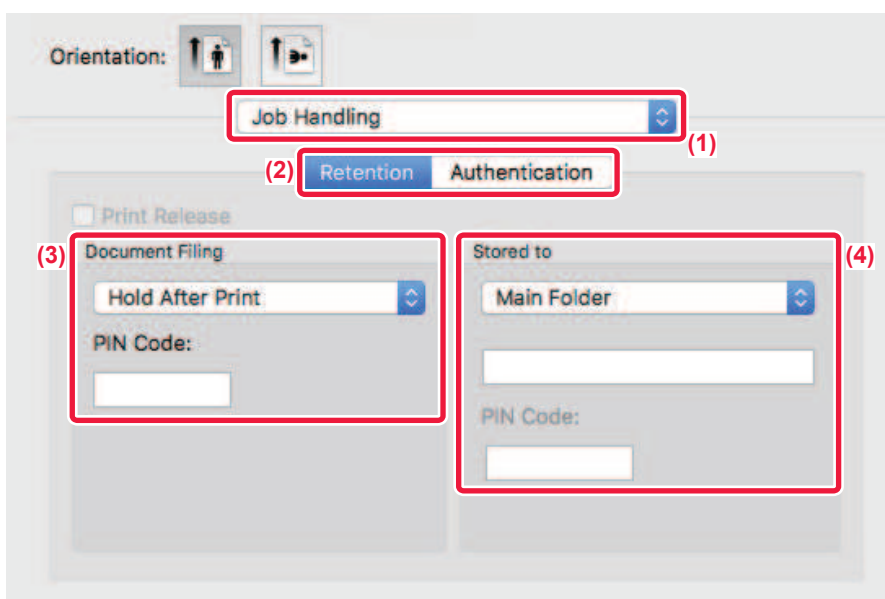 Orientation:
Job Handling
(1)
(2) Retention Authentication
Print Release
(3) Document Filing
Hold After Print
PIN Code:
Stored to (4)
Main Folder
PIN Code: